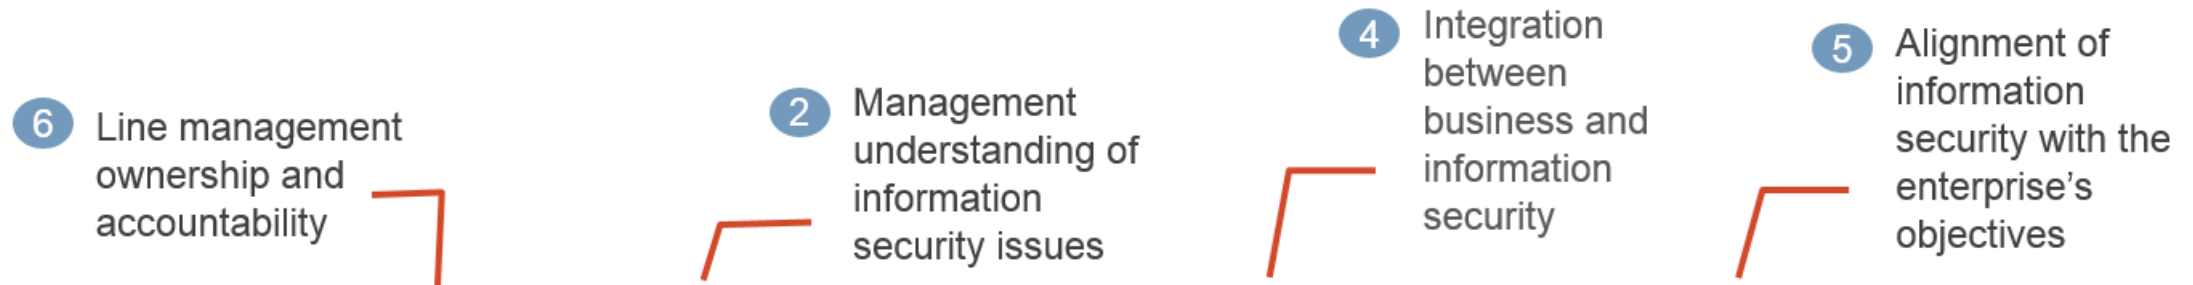 6
Line management
ownership and
accountability
2
Management
understanding of
information
security issues
4
Integration
between
business and
information
security
5
Alignment of
information
security with the
enterprise’s
objectives